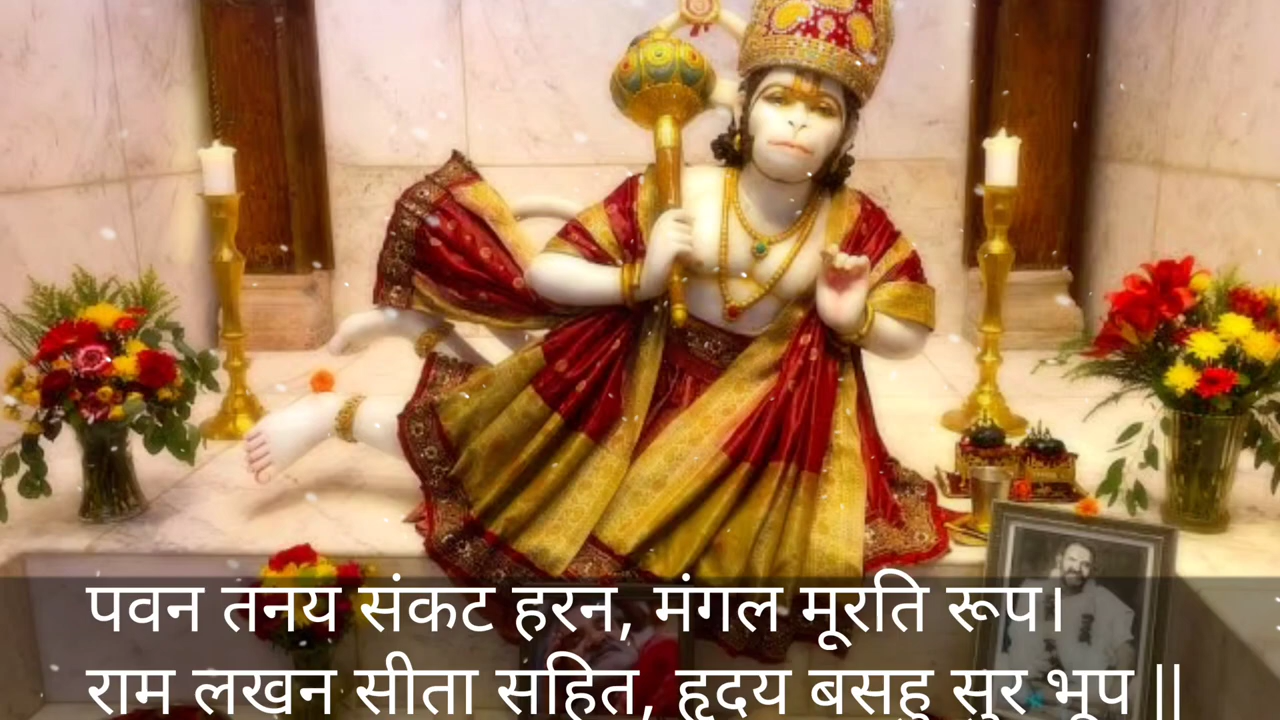 पवन तनय संकट हरन, मंगल मूरति रूप।
राम लखन सीता सहित, हृदय बसहु सुर भूप ||